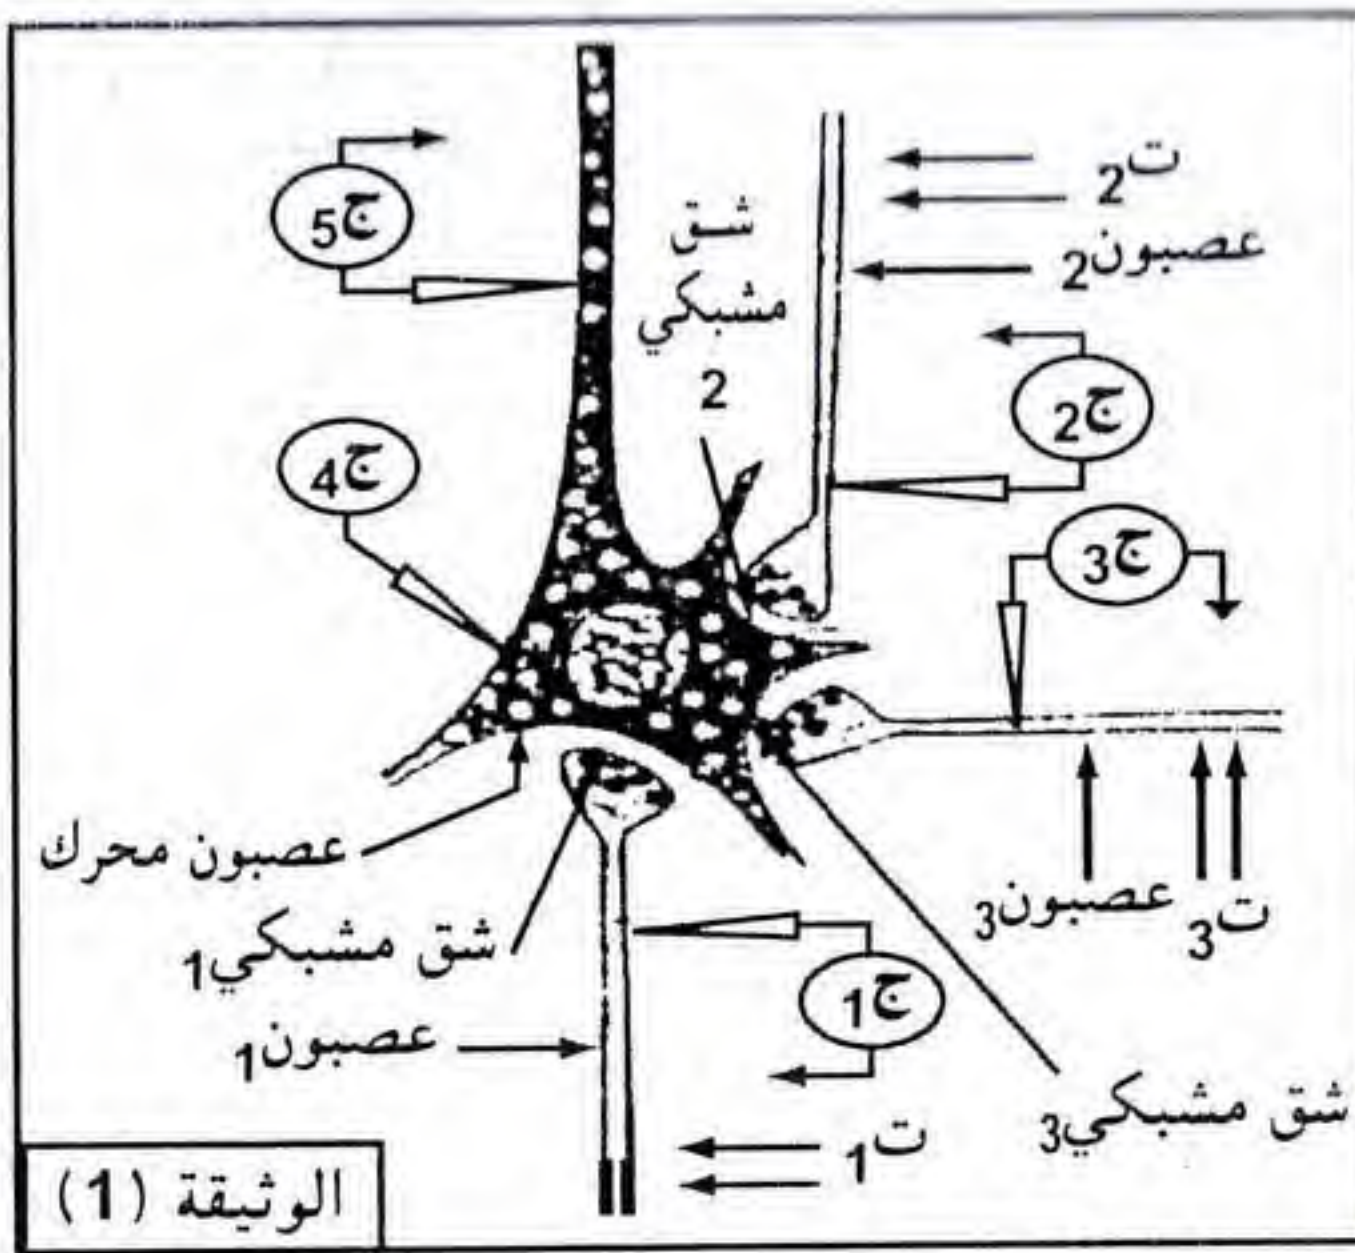 ج5
ت2
شق
مشبكي
2
عصبون2
ج2
ج4
ج3
عصبون محرك
شق مشبكي1
عصبون3
ت3
ج1
عصبون1
شق مشبكي3
ت1
الوثيقة (1)